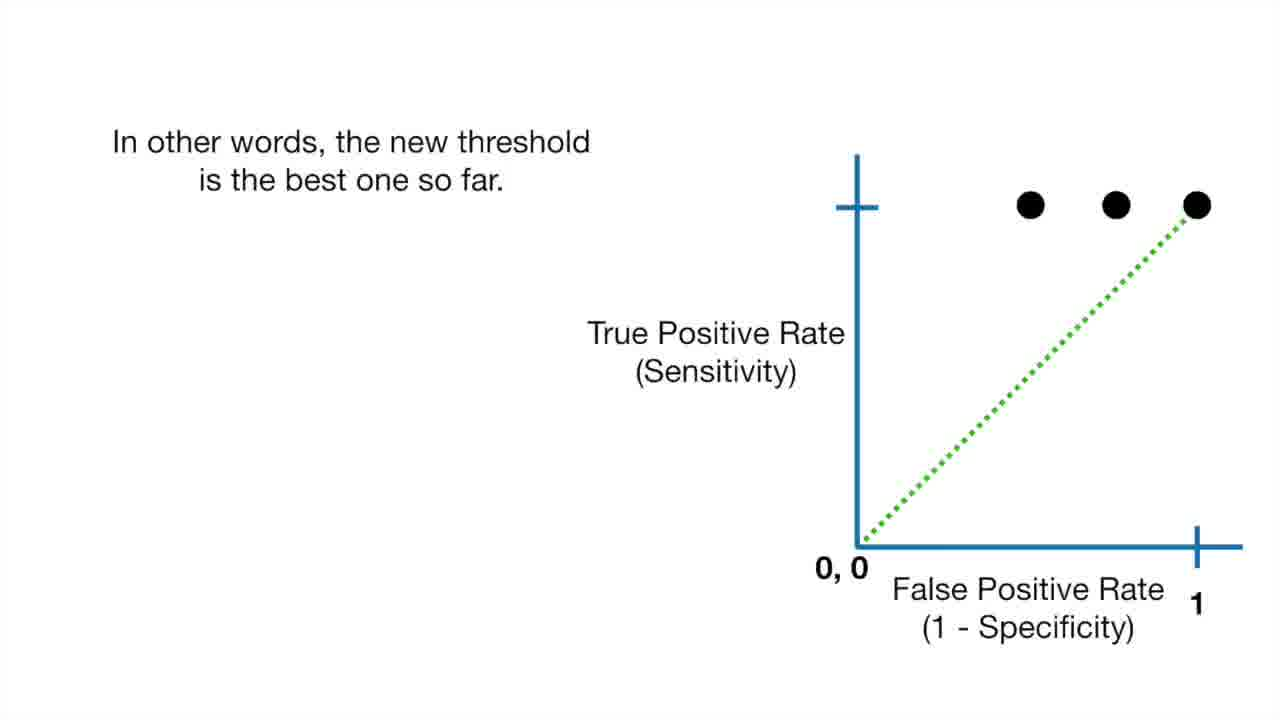 In other words, the new threshold
is the best one so far.
True Positive Rate
(Sensitivity)
0, 0
False Positive Rate
(1 - Specificity)
1